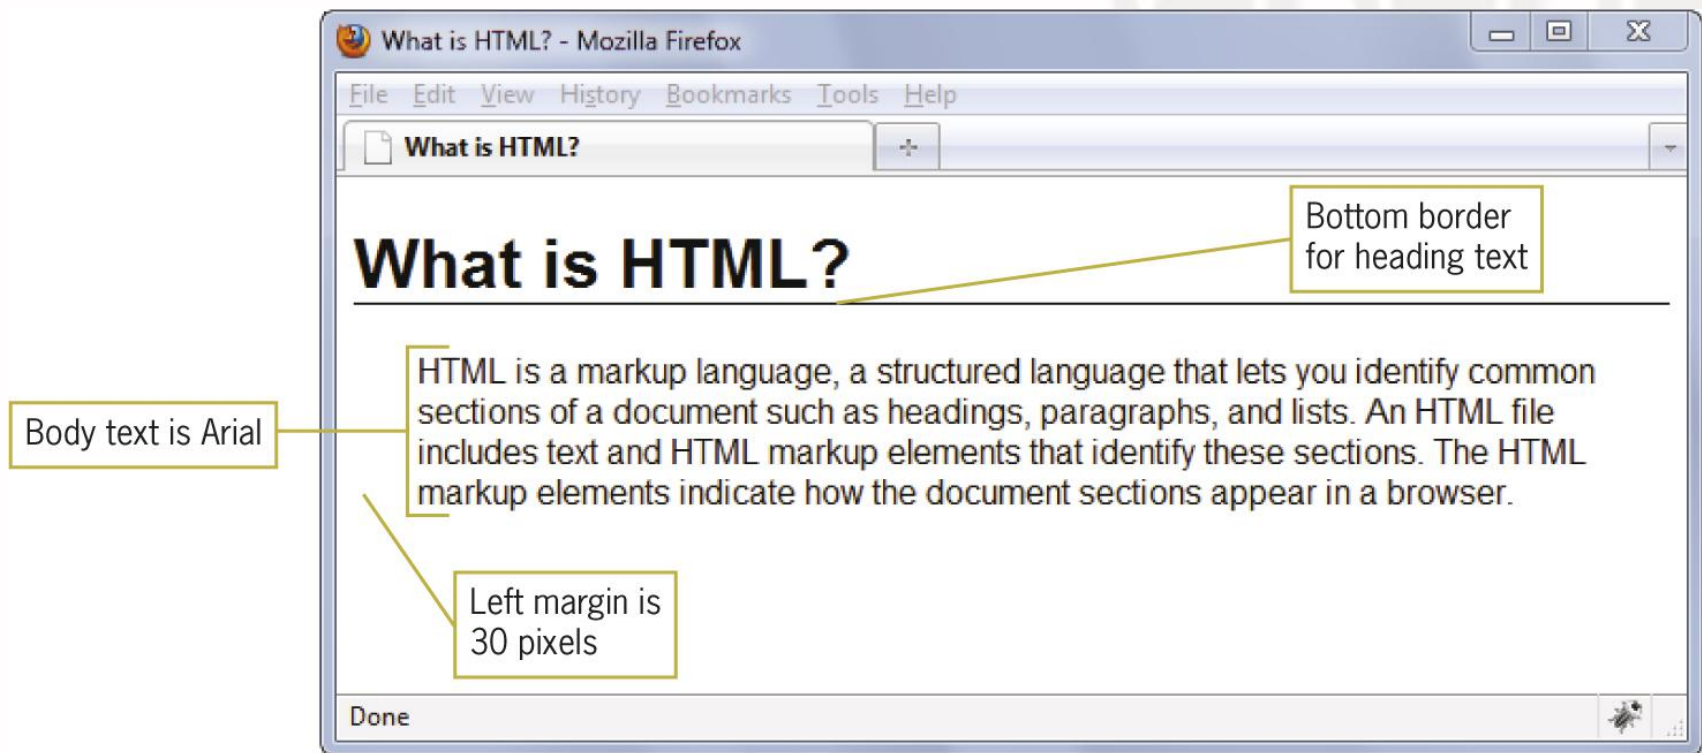 What is HTML? - Mozilla Firefox
File Edit View History Bookmarks Tools Help
What is HTML?
Bottom border
for heading text
What is HTML?
HTML is a markup language, a structured language that lets you identify common
sections of a document such as headings, paragraphs, and lists. An HTML file
includes text and HTML markup elements that identify these sections. The HTML
markup elements indicate how the document sections appear in a browser.
Body text is Arial
Left margin is
30 pixels
Done